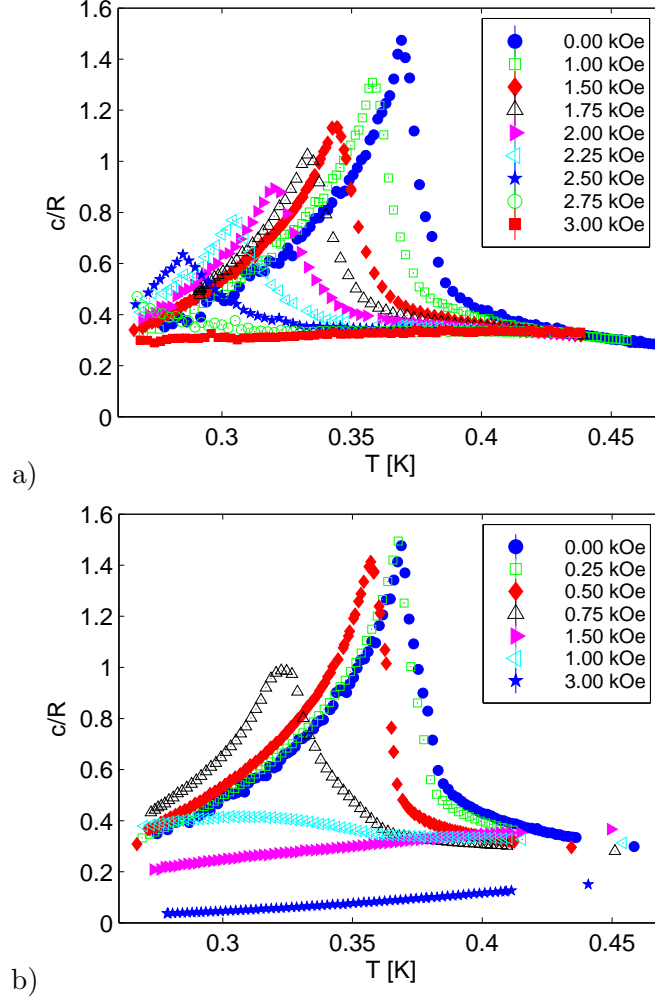 1.6
1.4
1.2
1
0.8
0.6
0.4
0.2
0
c/R
0.3
0.35
0.4
0.45
T [K]
0.00 kOe
1.00 kOe
1.50 kOe
1.75 kOe
2.00 kOe
2.25 kOe
2.50 kOe
2.75 kOe
3.00 kOe
a)
1.6
1.4
1.2
1
0.8
0.6
0.4
0.2
0
c/R
0.3
0.35
0.4
0.45
T [K]
0.00 kOe
0.25 kOe
0.50 kOe
0.75 kOe
1.50 kOe
1.00 kOe
3.00 kOe
b)